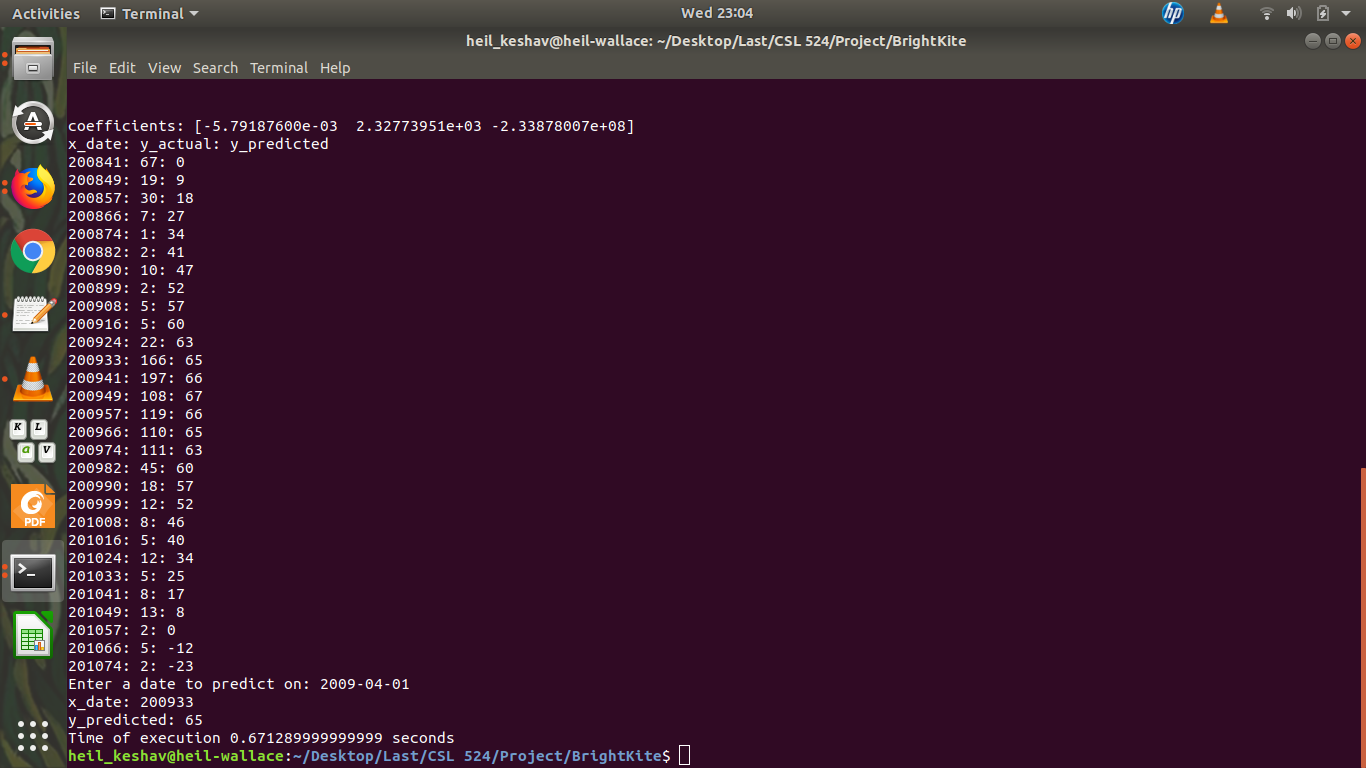 Activities Terminal Wed 23:04
heil_keshav@heil-wallace: ~/Desktop/Last/CSL 524/Project/BrightKite
File Edit View Search Terminal Help
coefficients: [-5.79187600e-03  2.32773951e+03 -2.33878007e+08]
x_date: y_actual: y_predicted
200841: 67: 0
200849: 19: 9
200857: 30: 18
200866: 7: 27
200874: 1: 34
200882: 2: 41
200890: 10: 47
200899: 2: 52
200908: 5: 57
200916: 5: 60
200924: 22: 63
200933: 166: 65
200941: 197: 66
200949: 108: 67
200957: 119: 66
200966: 110: 65
200974: 111: 63
200982: 45: 60
200990: 18: 57
200999: 12: 52
201008: 8: 46
201016: 5: 40
201024: 12: 34
201033: 5: 25
201041: 8: 17
201049: 13: 8
201057: 2: 0
201066: 5: -12
201074: 2: -23
Enter a date to predict on: 2009-04-01
x_date: 200933
y_predicted: 65
Time of execution 0.671289999999999 seconds
heil_keshav@heil-wallace:~/Desktop/Last/CSL 524/Project/BrightKite$
hp
A
K L
a V
PDF
>_